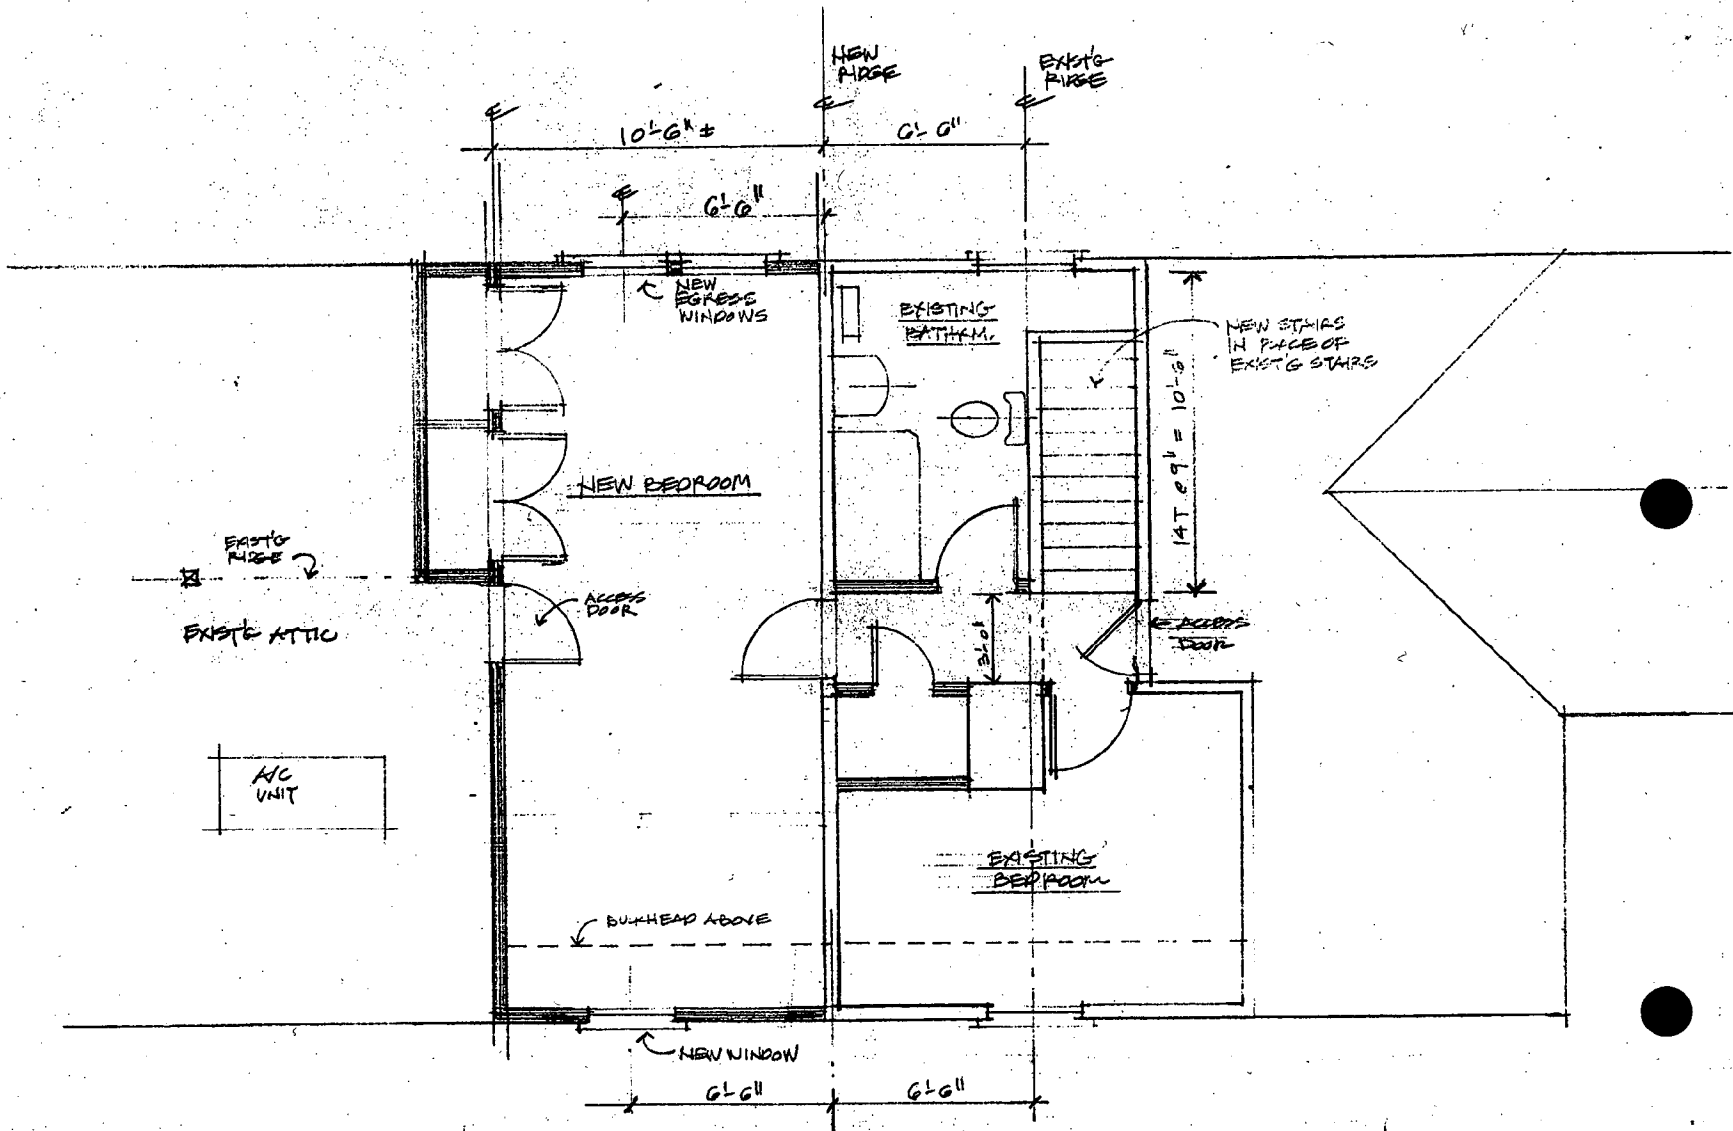 NEW
RIDGE
EXIST'G
RIDGE
10'-6" ±
6'-6"
6'-6"
NEW
EGRESS
WINDOWS
EXISTING
BATHRM.
NEW STAIRS
IN PLACE OF
EXIST'G STAIRS
14T @ 9" = 10'-6"
NEW BEDROOM
EXIST'G
RIDGE
ACCESS
DOOR
EXIST'G ATTIC
3'-0"
ACCESS
DOOR
A/C
UNIT
EXISTING
BEDROOM
BULKHEAD ABOVE
NEW WINDOW
6'-6"
6'-6"